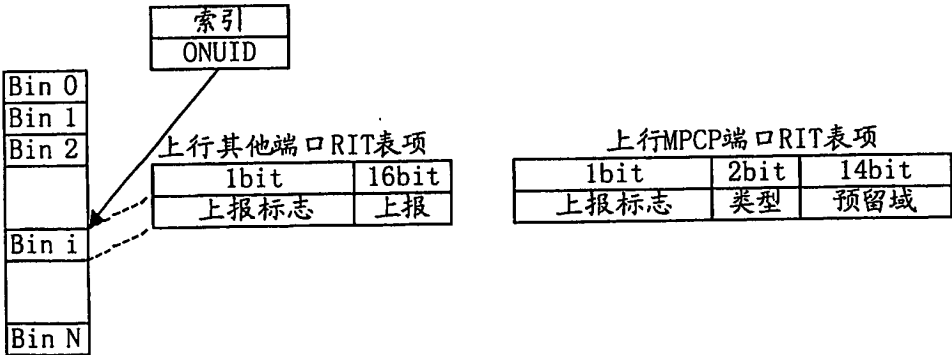 索引
ONUID
Bin 0
Bin 1
Bin 2
Bin i
Bin N
上行其他端口RIT表项
1bit 16bit
上报标志 上报
上行MPCP端口RIT表项
1bit 2bit 14bit
上报标志 类型 预留域